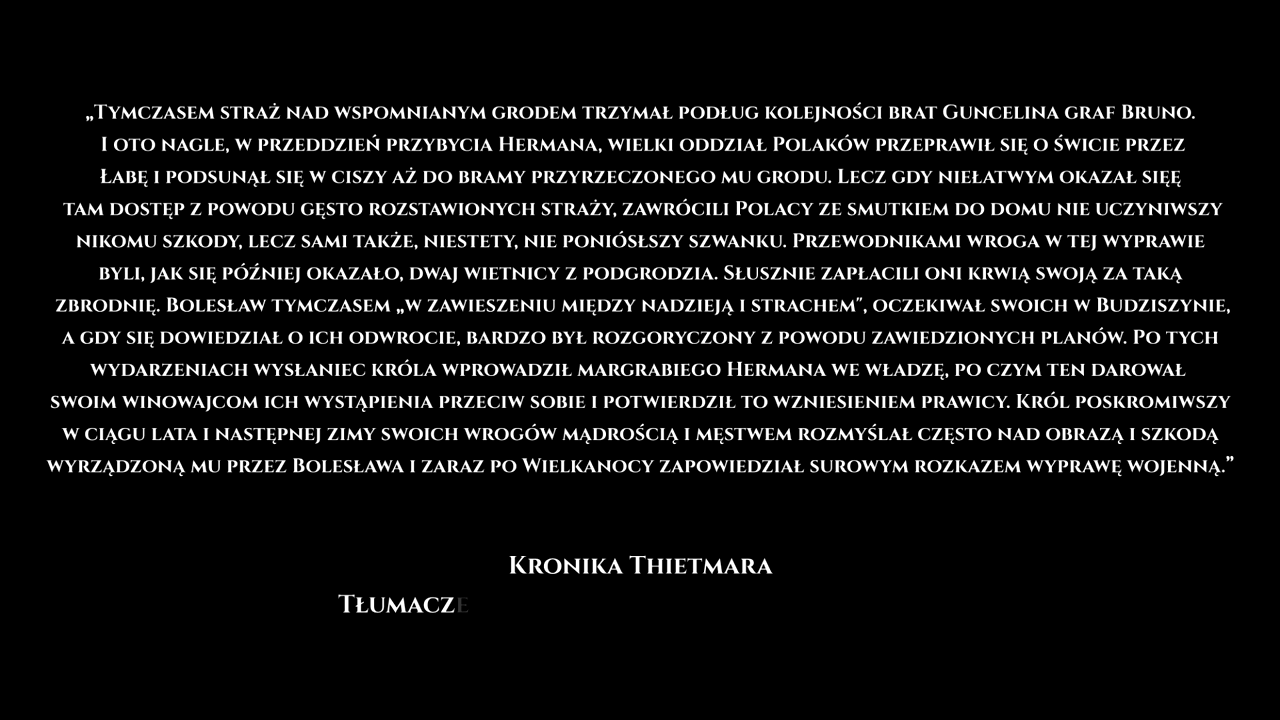 „Tymczasem straż nad wspomnianym grodem trzymał podług kolejności brat Guncelina graf Bruno.
I oto nagle, w przeddzień przybycia Hermana, wielki oddział Polaków przeprawił się o świcie przez
Łabę i podsunął się w ciszy aż do bramy przyrzeczonego mu grodu. Lecz gdy niełatwym okazał sięę
tam dostęp z powodu gęsto rozstawionych straży, zawrócili Polacy ze smutkiem do domu nie uczyniwszy
nikomu szkody, lecz sami także, niestety, nie poniósłszy szwanku. Przewodnikami wroga w tej wyprawie
byli, jak się później okazało, dwaj wietnicy z podgrodzia. Słusznie zapłacili oni krwią swoją za taką
zbrodnię. Bolesław tymczasem „w zawieszeniu między nadzieją i strachem", oczekiwał swoich w Budziszynie,
a gdy się dowiedział o ich odwrocie, bardzo był rozgoryczony z powodu zawiedzionych planów. Po tych
wydarzeniach wysłaniec króla wprowadził margrabiego Hermana we władzę, po czym ten darował
swoim winowajcom ich wystąpienia przeciw sobie i potwierdził to wzniesieniem prawicy. Król poskromiwszy
w ciągu lata i następnej zimy swoich wrogów mądrością i męstwem rozmyślał często nad obrazą i szkodą
wyrządzoną mu przez Bolesława i zaraz po Wielkanocy zapowiedział surowym rozkazem wyprawę wojenną.”
Kronika Thietmara
Tłumacze